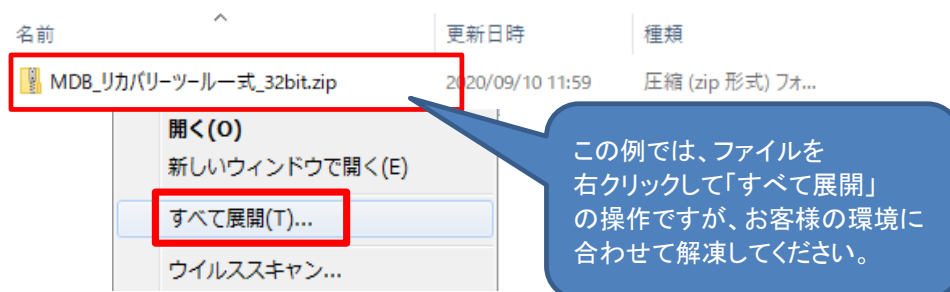 名前 更新日時 種類
MDB_リカバリーツール一式_32bit.zip 2020/09/10 11:59 圧縮 (zip 形式) フォ...
開く(O)
新しいウィンドウで開く(E)
すべて展開(T)...
ウイルススキャン...
この例では、ファイルを
右クリックして「すべて展開」
の操作ですが、お客様の環境に
合わせて解凍してください。